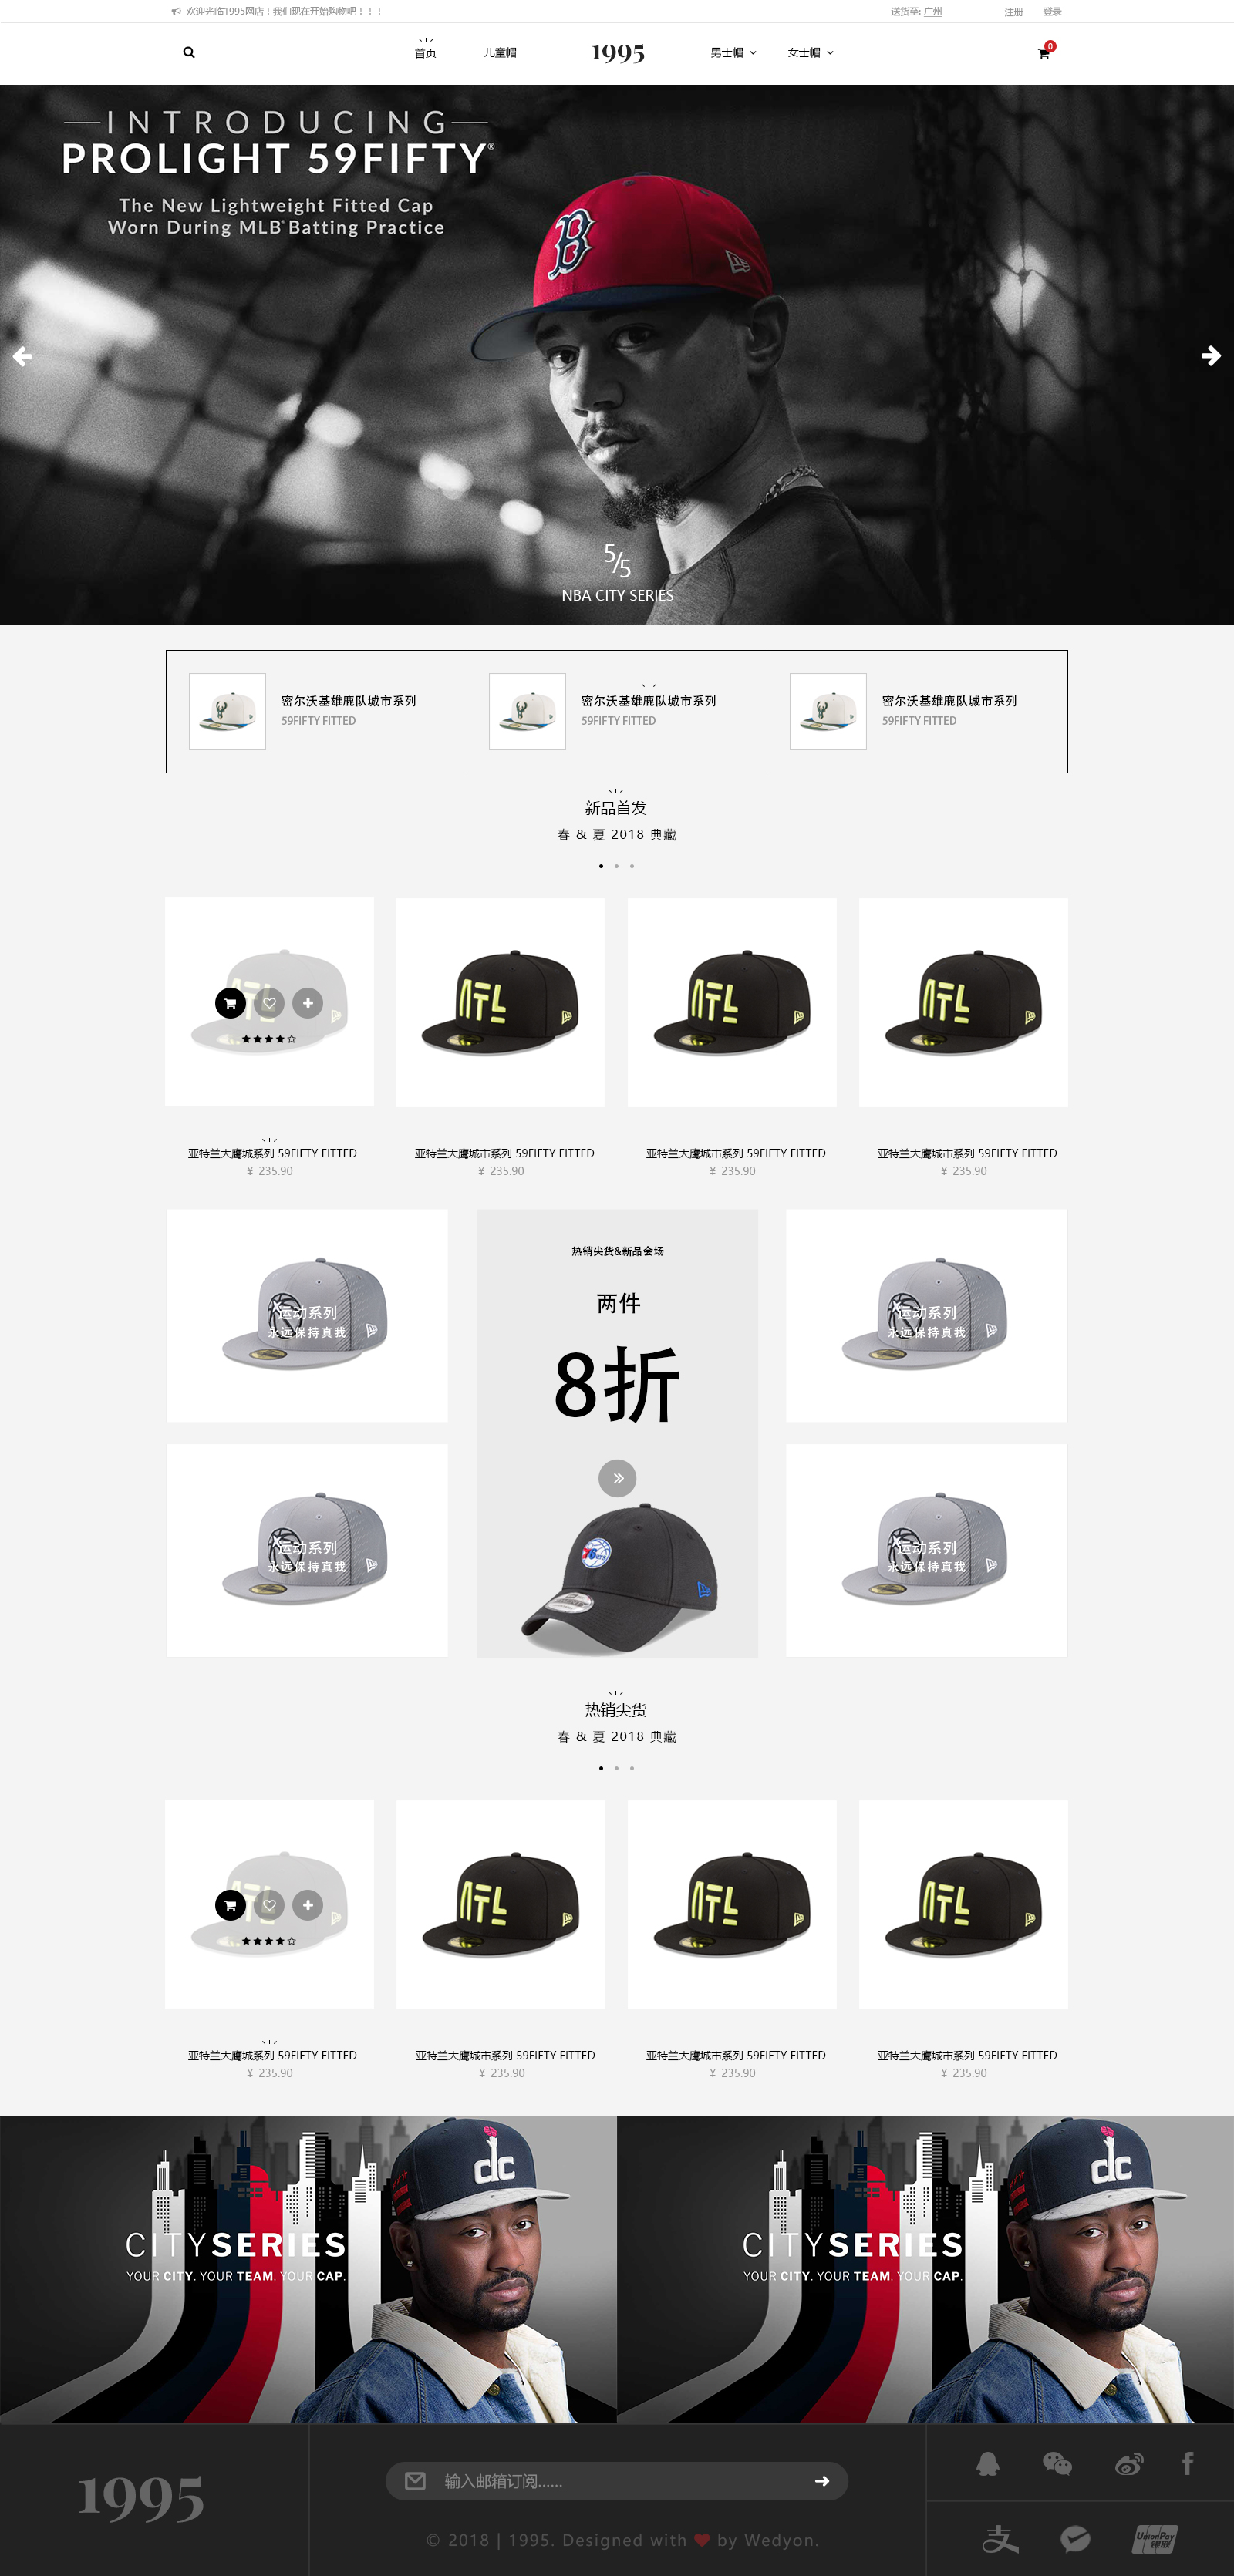 欢迎光临1995网店！我们现在开始购物吧！！！
送货至: 广州
注册
登录
首页
儿童帽
1995
男士帽
女士帽
0
INTRODUCING
PROLIGHT 59FIFTY®
The New Lightweight Fitted Cap
Worn During MLB® Batting Practice
B
5/5
NBA CITY SERIES
密尔沃基雄鹿队城市系列
59FIFTY FITTED
密尔沃基雄鹿队城市系列
59FIFTY FITTED
密尔沃基雄鹿队城市系列
59FIFTY FITTED
新品首发
春 & 夏 2018 典藏
ATL
ATL
ATL
ATL
亚特兰大鹰城系列 59FIFTY FITTED
¥ 235.90
亚特兰大鹰城市系列 59FIFTY FITTED
¥ 235.90
亚特兰大鹰城市系列 59FIFTY FITTED
¥ 235.90
亚特兰大鹰城市系列 59FIFTY FITTED
¥ 235.90
运动系列
永远保持真我
热销尖货&新品会场
两件
8折
76
运动系列
永远保持真我
运动系列
永远保持真我
运动系列
永远保持真我
热销尖货
春 & 夏 2018 典藏
ATL
ATL
ATL
ATL
亚特兰大鹰城系列 59FIFTY FITTED
¥ 235.90
亚特兰大鹰城市系列 59FIFTY FITTED
¥ 235.90
亚特兰大鹰城市系列 59FIFTY FITTED
¥ 235.90
亚特兰大鹰城市系列 59FIFTY FITTED
¥ 235.90
dc
CITYSERIES
YOUR CITY. YOUR TEAM. YOUR CAP.
dc
CITYSERIES
YOUR CITY. YOUR TEAM. YOUR CAP.
1995
输入邮箱订阅......
© 2018 | 1995. Designed with ❤ by Wedyon.
支
UnionPay
银联